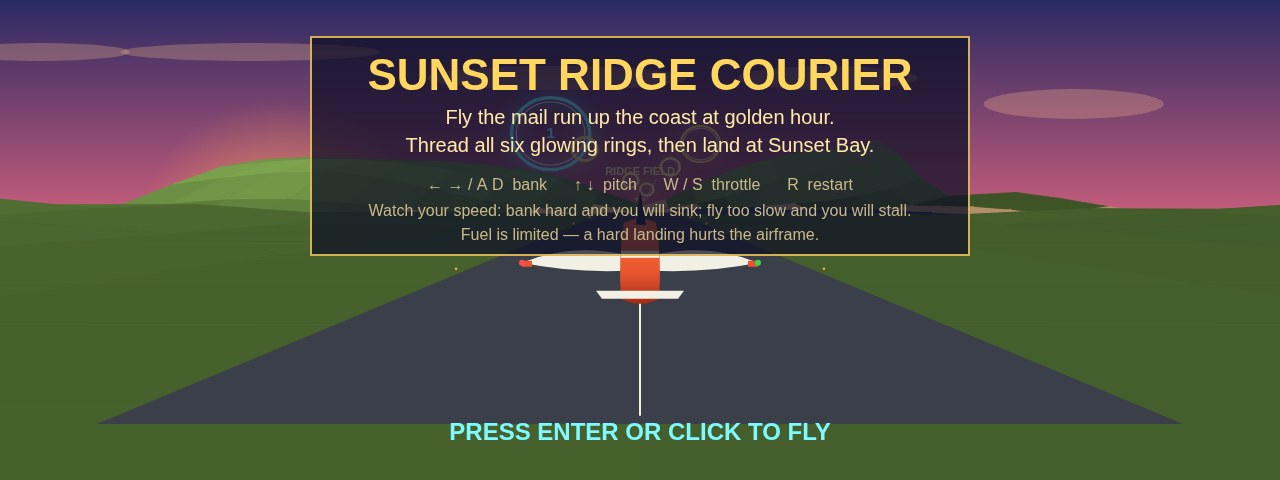 SUNSET RIDGE COURIER
Fly the mail run up the coast at golden hour.
1
Thread all six glowing rings, then land at Sunset Bay.
RIDGE FIELD
← → / A D bank ↑ ↓ pitch W / S throttle R restart
Watch your speed: bank hard and you will sink; fly too slow and you will stall.
Fuel is limited — a hard landing hurts the airframe.
PRESS ENTER OR CLICK TO FLY